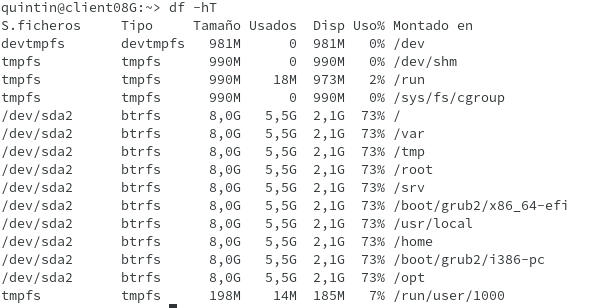 quintin@client08G:~> df -hT
S.ficheros     Tipo     Tamaño Usados  Disp Uso% Montado en
devtmpfs       devtmpfs   981M      0  981M   0% /dev
tmpfs          tmpfs      990M      0  990M   0% /dev/shm
tmpfs          tmpfs      990M    18M  973M   2% /run
tmpfs          tmpfs      990M      0  990M   0% /sys/fs/cgroup
/dev/sda2      btrfs      8,0G   5,5G  2,1G  73% /
/dev/sda2      btrfs      8,0G   5,5G  2,1G  73% /var
/dev/sda2      btrfs      8,0G   5,5G  2,1G  73% /tmp
/dev/sda2      btrfs      8,0G   5,5G  2,1G  73% /root
/dev/sda2      btrfs      8,0G   5,5G  2,1G  73% /srv
/dev/sda2      btrfs      8,0G   5,5G  2,1G  73% /boot/grub2/x86_64-efi
/dev/sda2      btrfs      8,0G   5,5G  2,1G  73% /usr/local
/dev/sda2      btrfs      8,0G   5,5G  2,1G  73% /home
/dev/sda2      btrfs      8,0G   5,5G  2,1G  73% /boot/grub2/i386-pc
/dev/sda2      btrfs      8,0G   5,5G  2,1G  73% /opt
tmpfs          tmpfs      198M    14M  185M   7% /run/user/1000